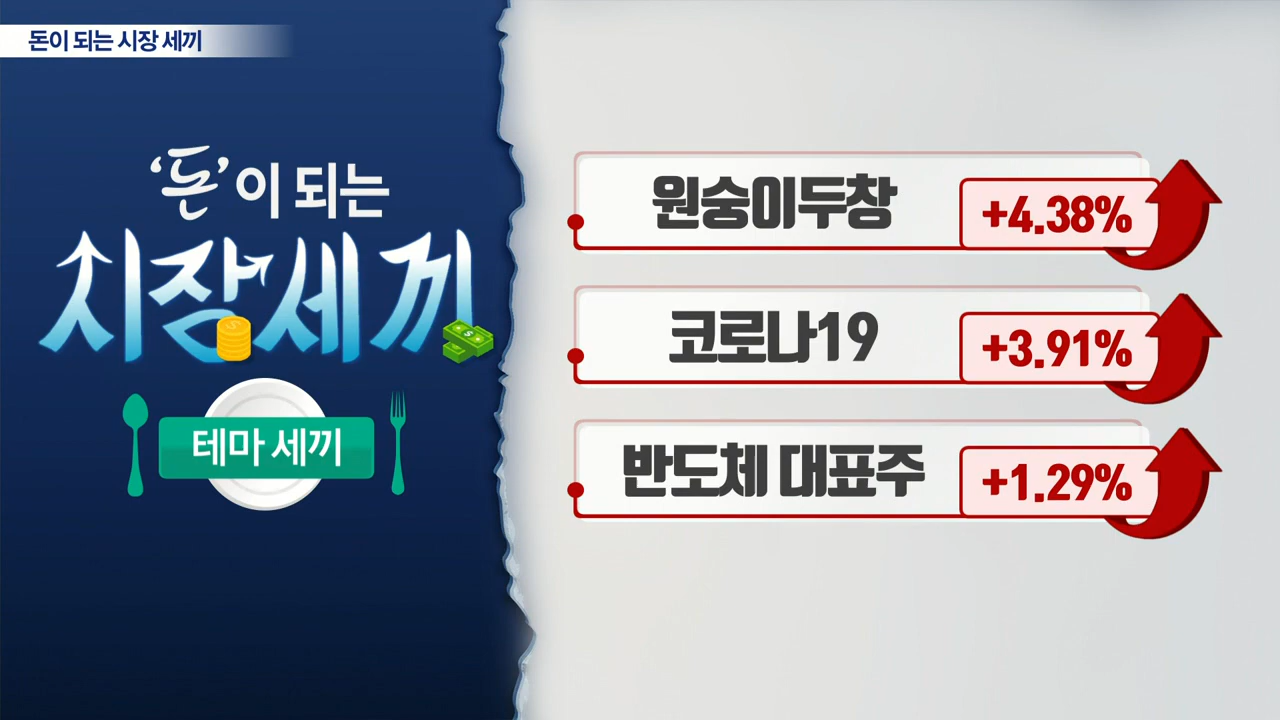 돈이 되는 시장 세끼
‘돈’이 되는
시장세끼
테마 세끼
원숭이두창
+4.38%
코로나19
+3.91%
반도체 대표주
+1.29%